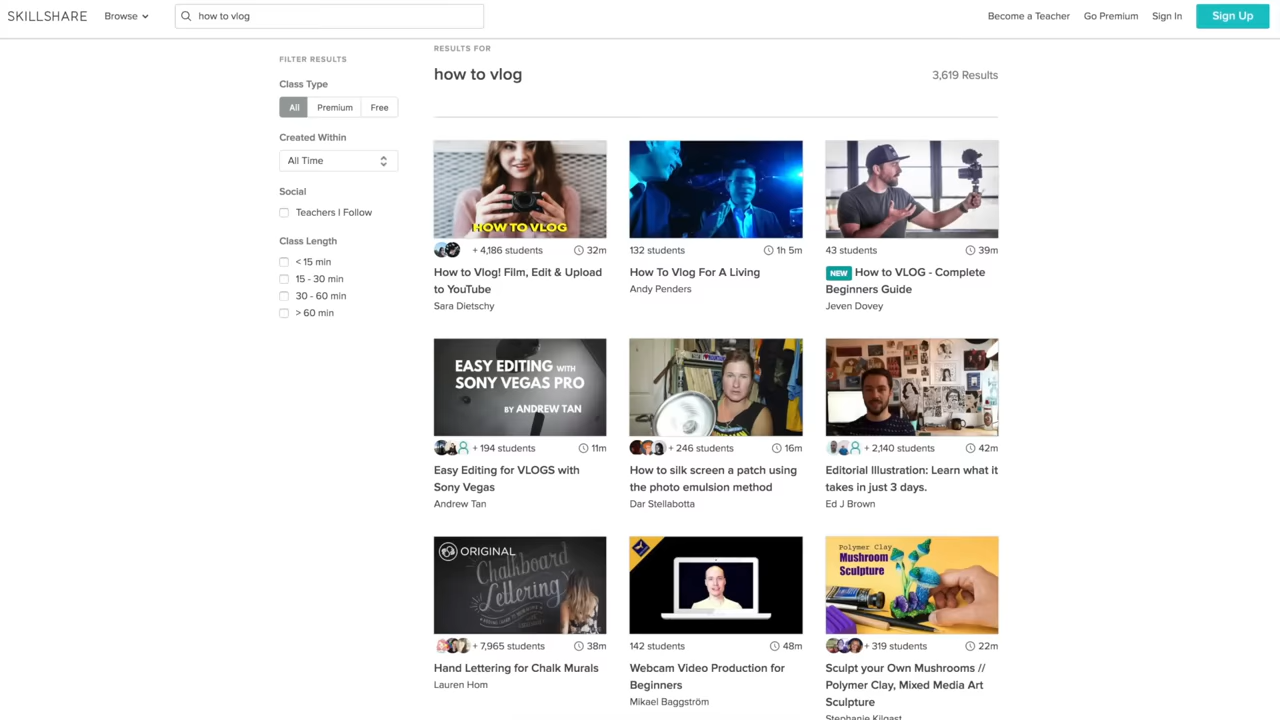 SKILLSHARE
Browse
how to vlog
Become a Teacher
Go Premium
Sign In
Sign Up
FILTER RESULTS
Class Type
All
Premium
Free
Created Within
All Time
Social
Teachers I Follow
Class Length
< 15 min
15 - 30 min
30 - 60 min
> 60 min
RESULTS FOR
how to vlog
3,619 Results
HOW TO VLOG
+ 4,186 students
32m
How to Vlog! Film, Edit & Upload
to YouTube
Sara Dietschy
132 students
1h 5m
How To Vlog For A Living
Andy Penders
43 students
39m
NEW How to VLOG - Complete
Beginners Guide
Jeven Dovey
EASY EDITING WITH
SONY VEGAS PRO
BY ANDREW TAN
+ 194 students
11m
Easy Editing for VLOGS with
Sony Vegas
Andrew Tan
+ 246 students
16m
How to silk screen a patch using
the photo emulsion method
Dar Stellabotta
+ 2,140 students
42m
Editorial Illustration: Learn what it
takes in just 3 days.
Ed J Brown
ORIGINAL
Chalkboard
Lettering
+ 7,965 students
38m
Hand Lettering for Chalk Murals
Lauren Hom
142 students
48m
Webcam Video Production for
Beginners
Mikael Baggström
Polymer Clay
Mushroom
Sculpture
+ 319 students
22m
Sculpt your Own Mushrooms //
Polymer Clay, Mixed Media Art
Sculpture
Stephanie Kilgast